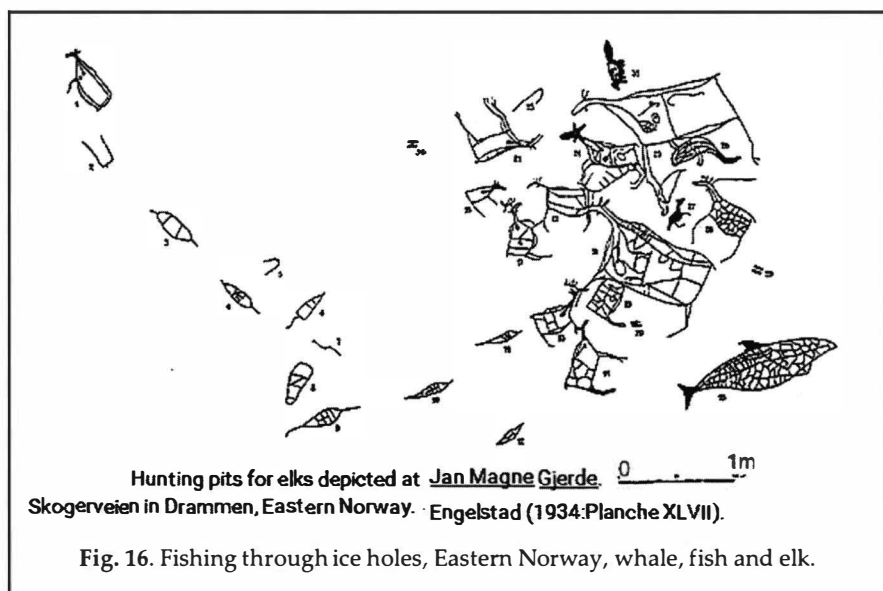 0 1m
Hunting pits for elks depicted at Jan Magne Gjerde.
Skogerveien in Drammen, Eastern Norway. Engelstad (1934:Planche XLVII).
Fig. 16. Fishing through ice holes, Eastern Norway, whale, fish and elk.